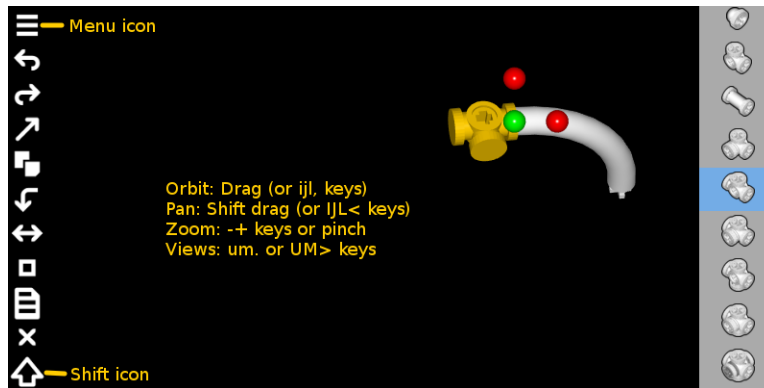 Menu icon
Orbit: Drag (or ijl, keys)
Pan: Shift drag (or IJL< keys)
Zoom: -+ keys or pinch
Views: um. or UM> keys
Shift icon